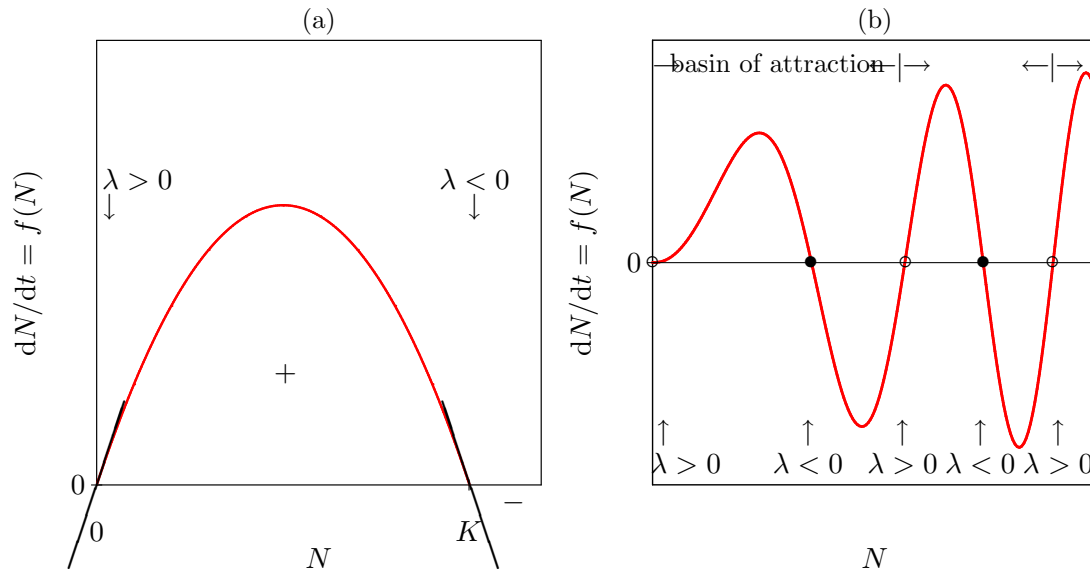 (a)
dN/dt = f(N)
λ > 0
↓
λ < 0
↓
+
0
−
0
K
N
(b)
dN/dt = f(N)
→ basin of attraction ←|→ ←|→
0
↑ ↑ ↑ ↑ ↑
λ > 0 λ < 0 λ > 0 λ < 0 λ > 0
N